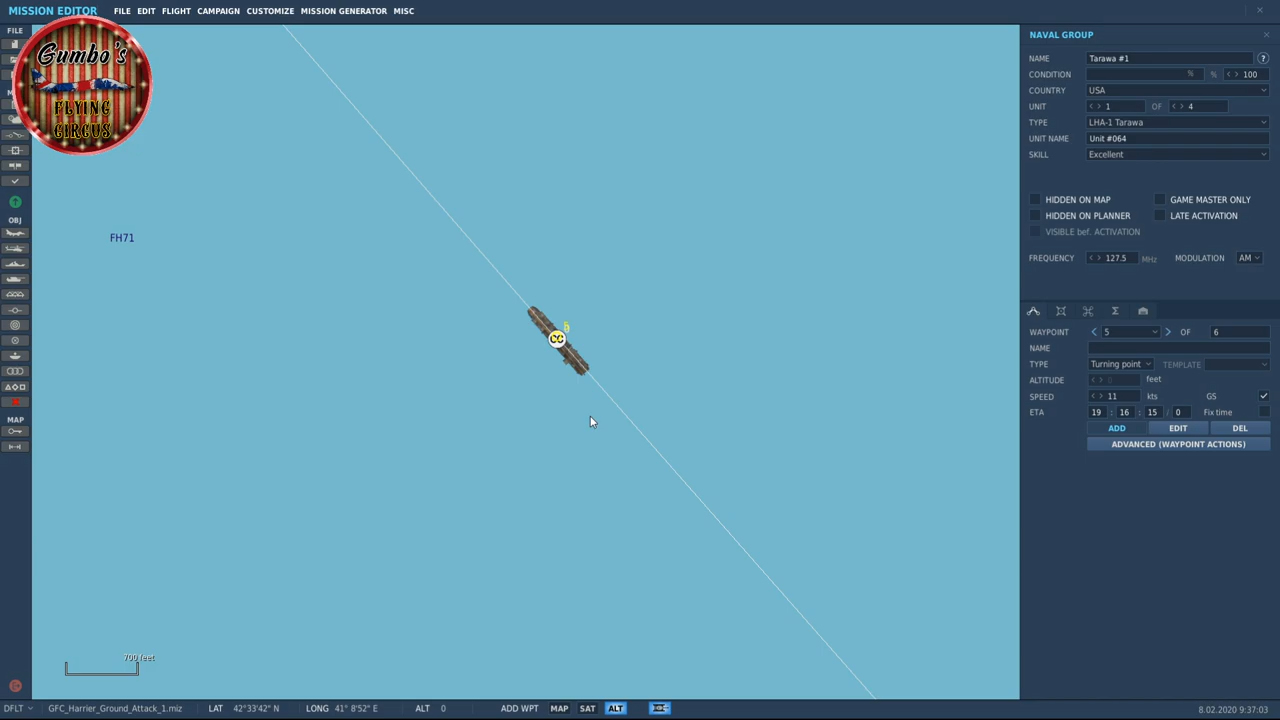 MISSION EDITOR FILE EDIT FLIGHT CAMPAIGN CUSTOMIZE MISSION GENERATOR MISC
FILE
Gumbo's
FLYING
CIRCUS
OBJ
MAP
FH71
CC
700 feet
NAVAL GROUP
NAME Tarawa #1 ?
CONDITION % % < > 100
COUNTRY USA
UNIT < > 1 OF < > 4
TYPE LHA-1 Tarawa
UNIT NAME Unit #064
SKILL Excellent
HIDDEN ON MAP GAME MASTER ONLY
HIDDEN ON PLANNER LATE ACTIVATION
VISIBLE bef. ACTIVATION
FREQUENCY < > 127.5 MHz MODULATION AM
WAYPOINT < 5 > OF 6
NAME
TYPE Turning point TEMPLATE
ALTITUDE < > 0 feet
SPEED < > 11 kts GS
ETA 19 : 16 : 15 / 0 Fix time
ADD EDIT DEL
ADVANCED (WAYPOINT ACTIONS)
DFLT GFC_Harrier_Ground_Attack_1.miz LAT 42°33'42" N LONG 41° 8'52" E ALT 0 ADD WPT MAP SAT ALT 8.02.2020 9:37:03